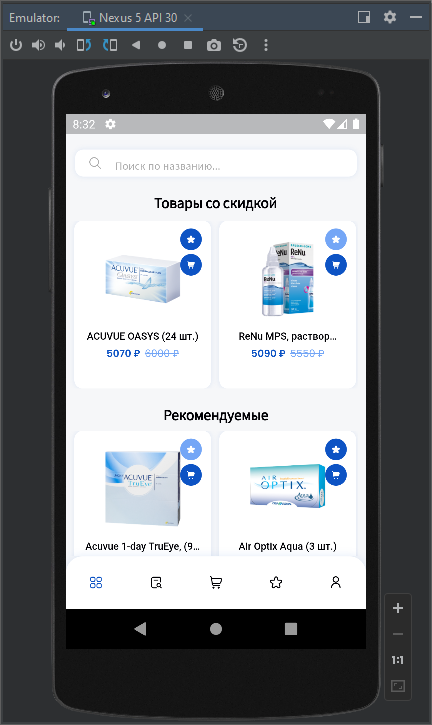 Emulator: Nexus 5 API 30
8:32
Поиск по названию...
Товары со скидкой
ACUVUE
OASYS
ReNu
ReNu
ACUVUE OASYS (24 шт.)
ReNu MPS, раствор...
5070 ₽ 6000 ₽
5090 ₽ 5550 ₽
Рекомендуемые
ACUVUE
TruEye
AIR
OPTIX
AQUA
Acuvue 1-day TruEye, (9...
Air Optix Aqua (3 шт.)
1:1